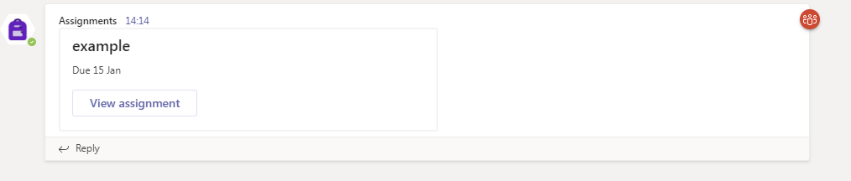 Assignments 14:14
example
Due 15 Jan
View assignment
Reply